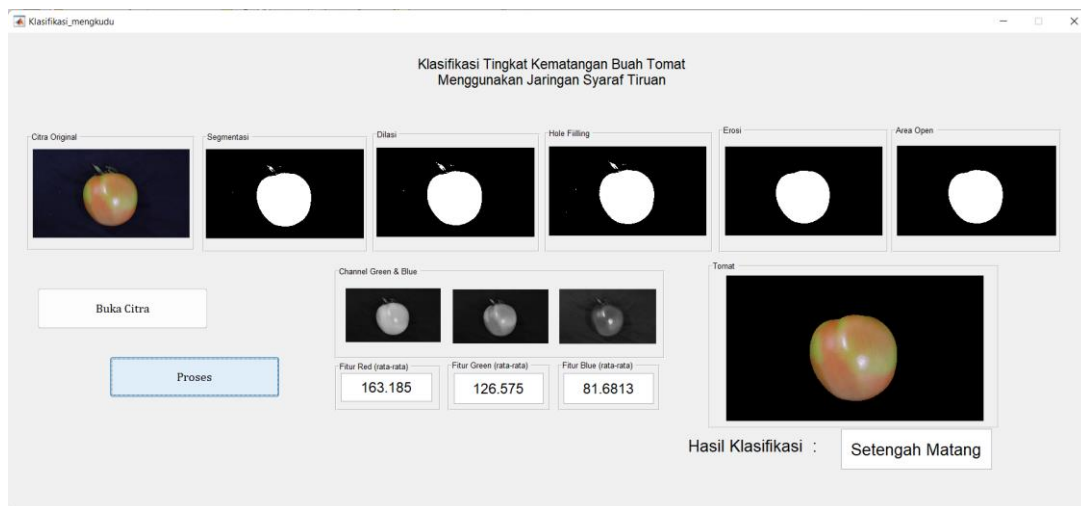 Klasifikasi_mengkudu
Klasifikasi Tingkat Kematangan Buah Tomat
Menggunakan Jaringan Syaraf Tiruan
Citra Original
Segmentasi
Dilasi
Hole Fiilling
Erosi
Area Open
Channel Green & Blue
Tomat
Buka Citra
Proses
Fitur Red (rata-rata)
Fitur Green (rata-rata)
Fitur Blue (rata-rata)
163.185
126.575
81.6813
Hasil Klasifikasi :
Setengah Matang